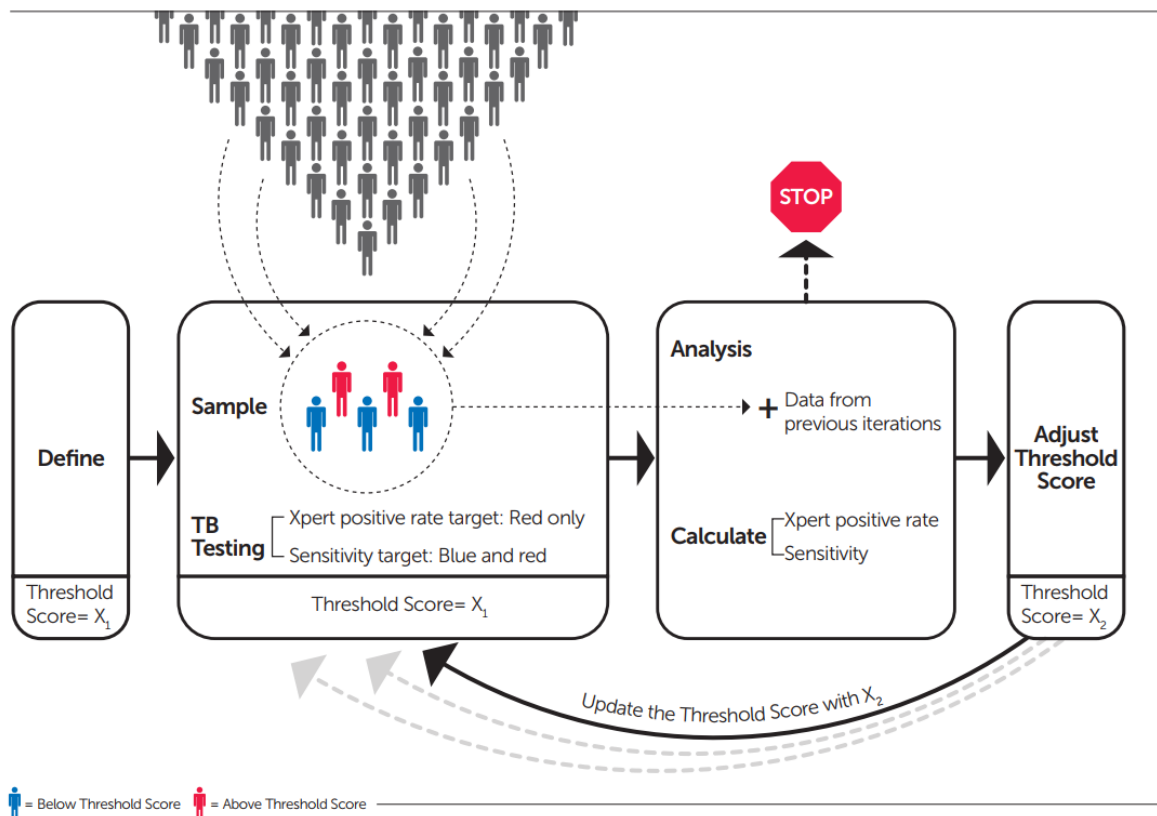 STOP
Define
Threshold
Score= X₁
Sample
TB
Testing
Xpert positive rate target: Red only
Sensitivity target: Blue and red
Threshold Score= X₁
Analysis
+ Data from
previous iterations
Calculate
Xpert positive rate
Sensitivity
Adjust
Threshold
Score
Threshold
Score= X₂
Update the Threshold Score with X₂
= Below Threshold Score
= Above Threshold Score